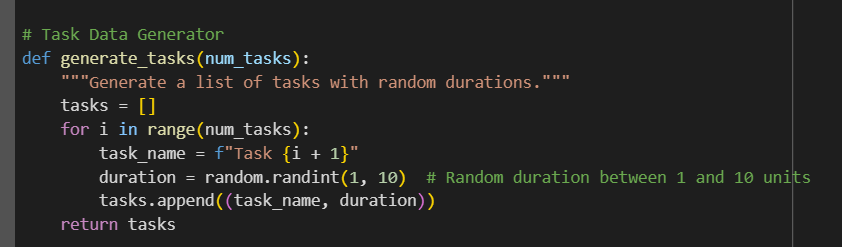 # Task Data Generator
def generate_tasks(num_tasks):
    """Generate a list of tasks with random durations."""
    tasks = []
    for i in range(num_tasks):
        task_name = f"Task {i + 1}"
        duration = random.randint(1, 10)  # Random duration between 1 and 10 units
        tasks.append((task_name, duration))
    return tasks